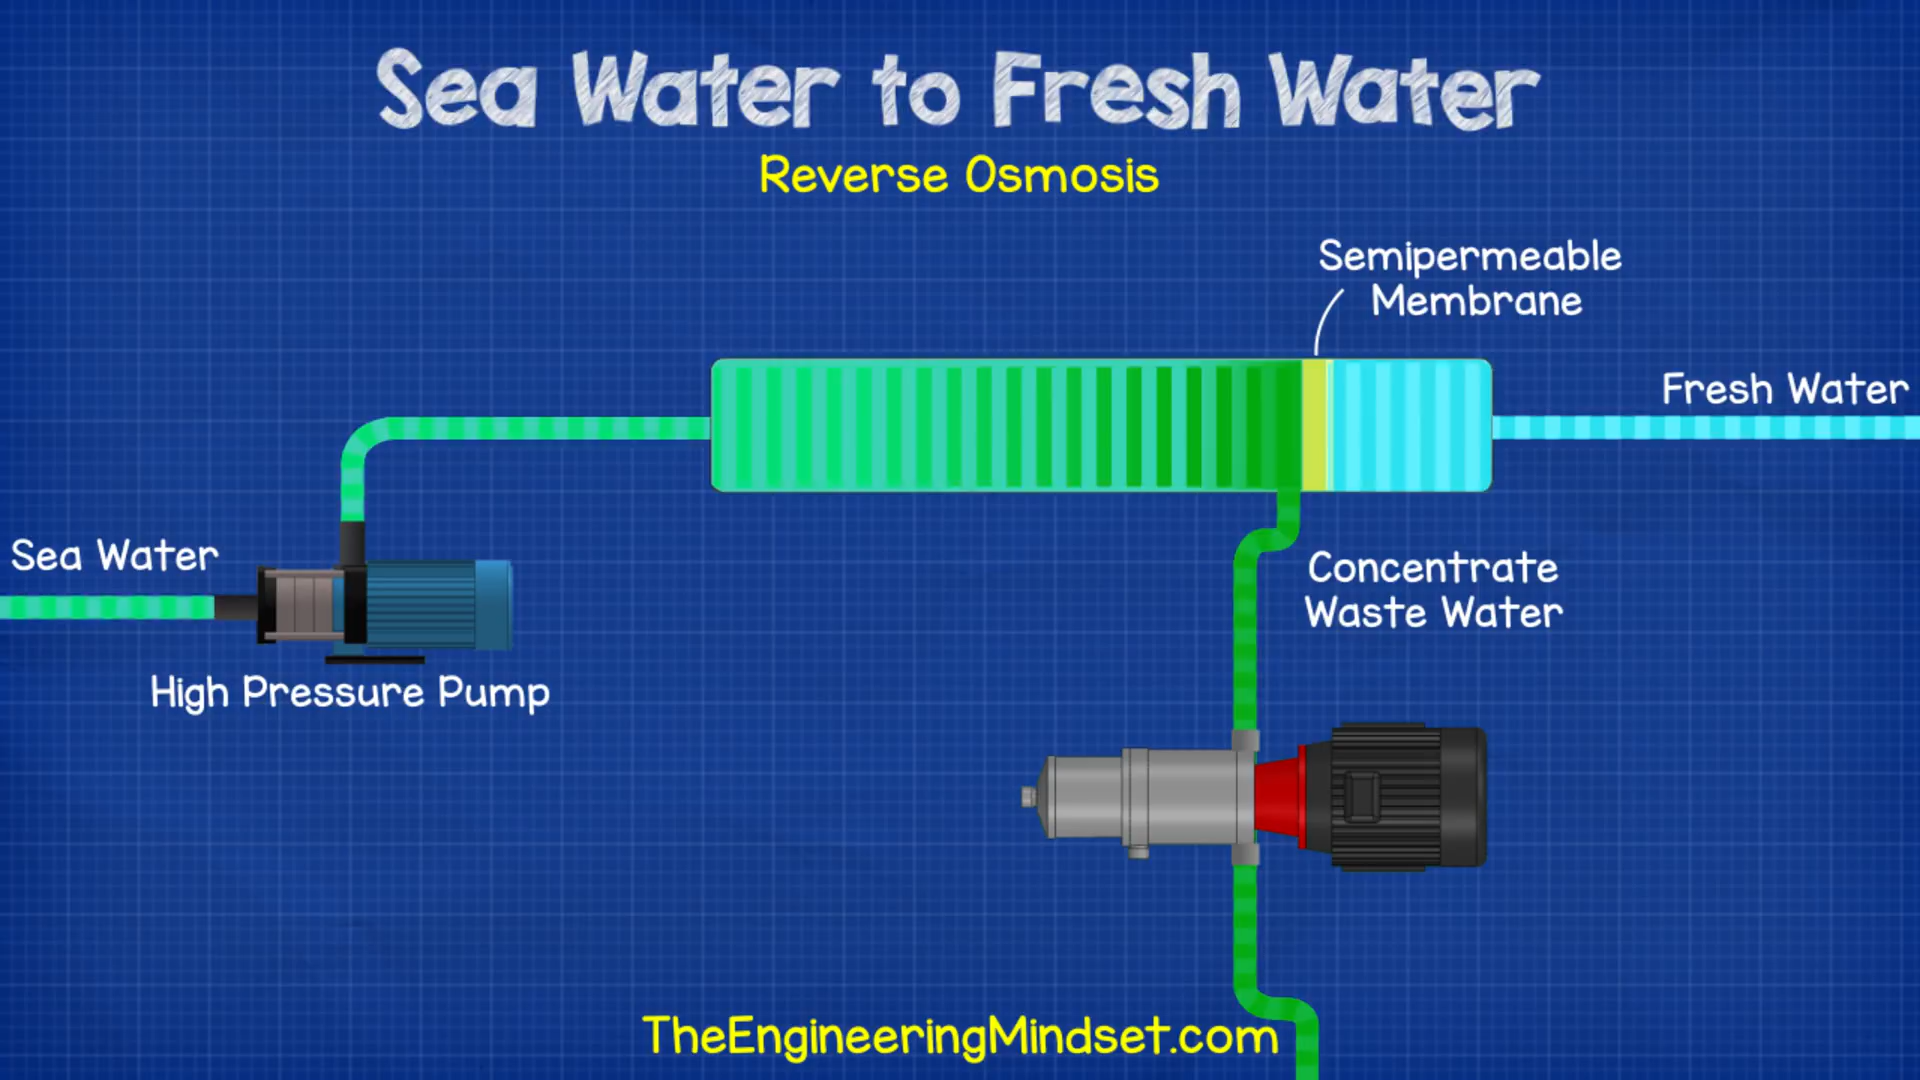 Sea Water to Fresh Water
Reverse Osmosis
Semipermeable
Membrane
Fresh Water
Sea Water
High Pressure Pump
Concentrate
Waste Water
TheEngineeringMindset.com